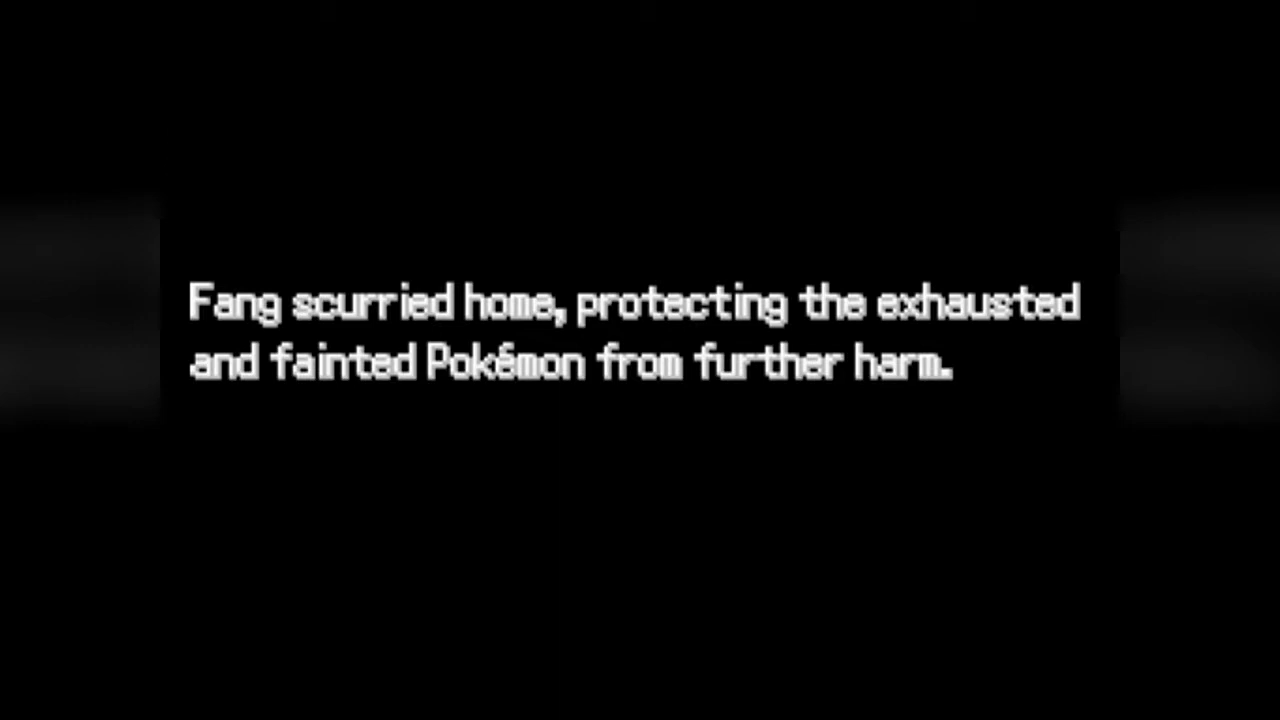 Fang scurried home, protecting the exhausted
and fainted Pokémon from further harm.